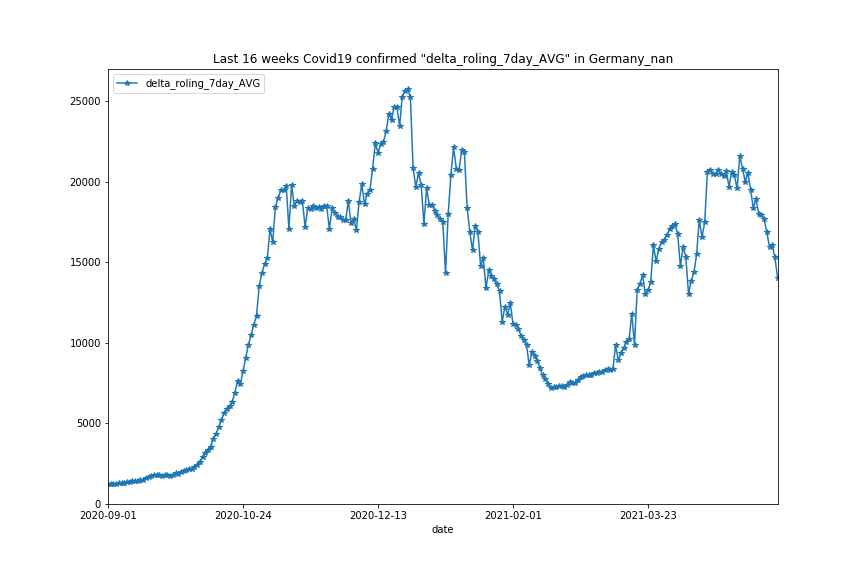 Last 16 weeks Covid19 confirmed "delta_roling_7day_AVG" in Germany_nan
delta_roling_7day_AVG
25000
20000
15000
10000
5000
0
2020-09-01 2020-10-24 2020-12-13 2021-02-01 2021-03-23
date